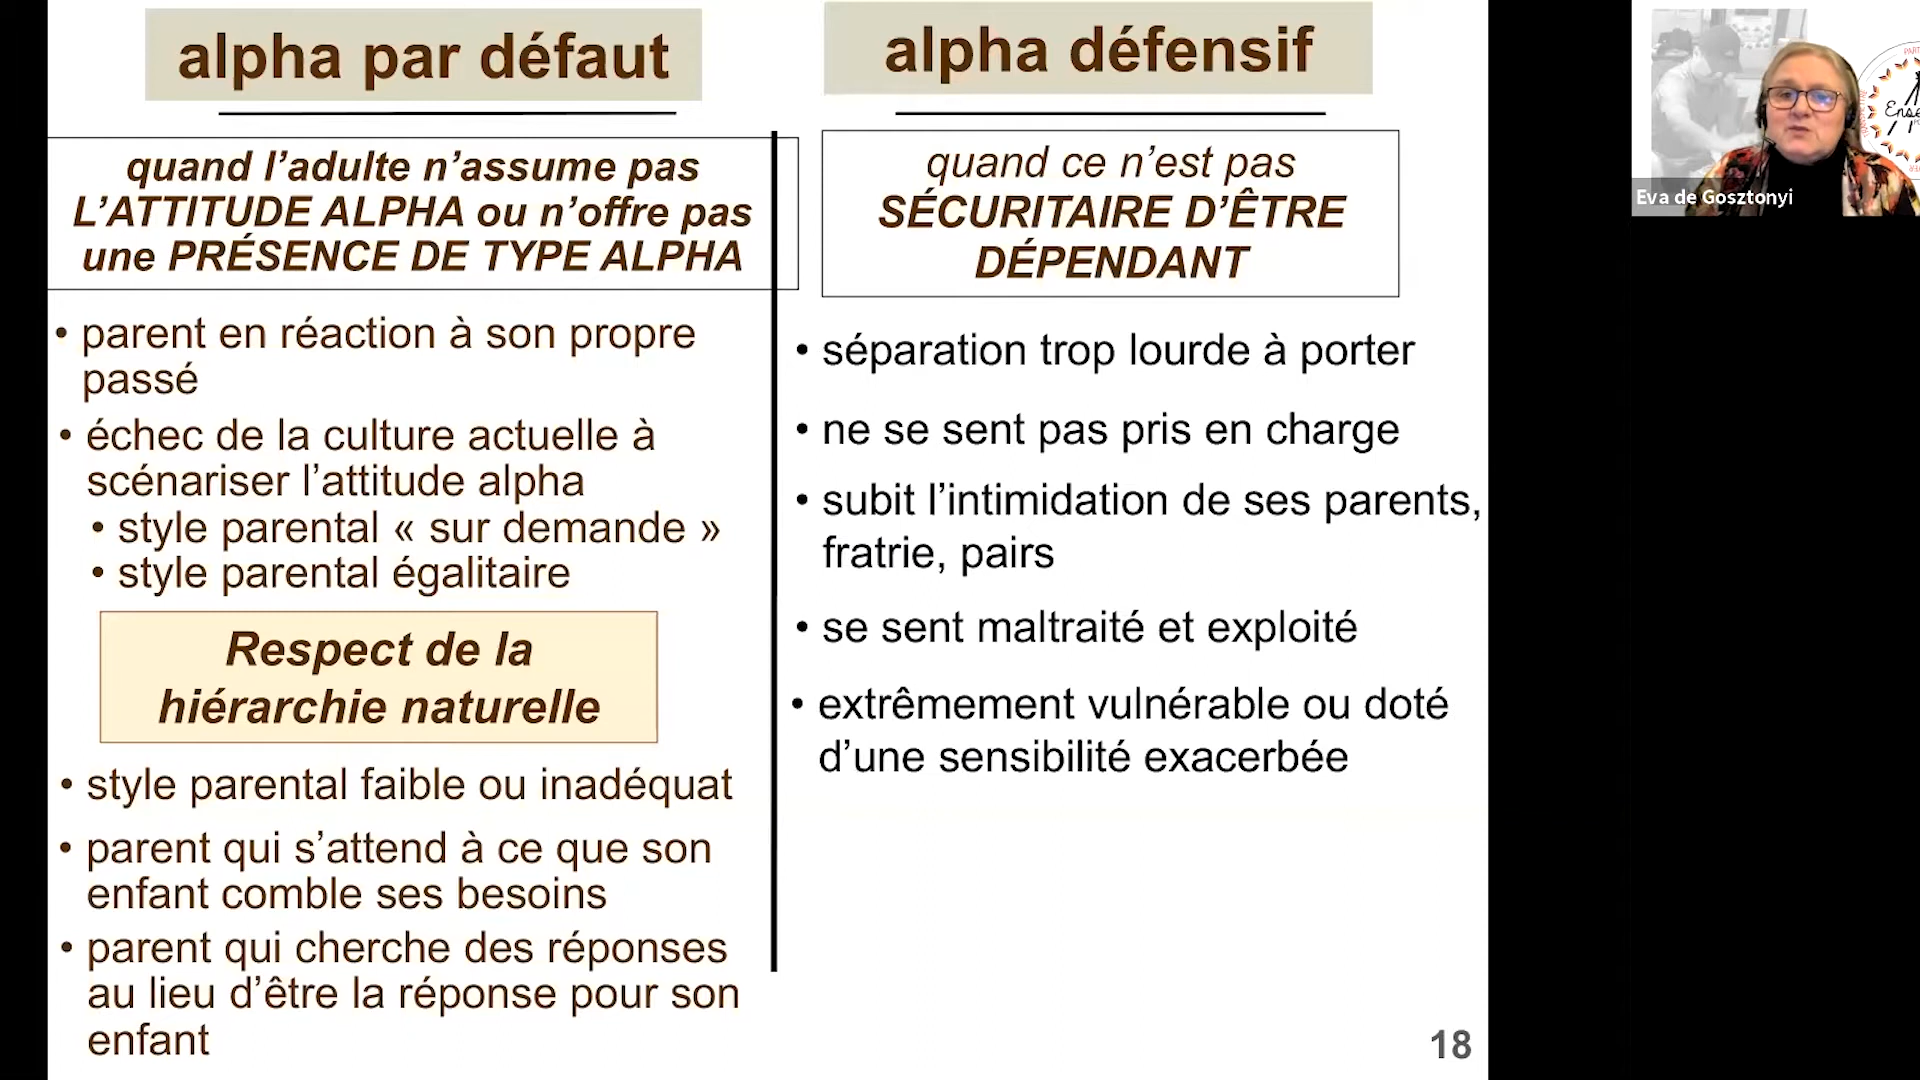 alpha par défaut
quand l’adulte n’assume pas
L’ATTITUDE ALPHA ou n’offre pas
une PRÉSENCE DE TYPE ALPHA
• parent en réaction à son propre
passé
• échec de la culture actuelle à
scénariser l’attitude alpha
• style parental « sur demande »
• style parental égalitaire
Respect de la
hiérarchie naturelle
• style parental faible ou inadéquat
• parent qui s’attend à ce que son
enfant comble ses besoins
• parent qui cherche des réponses
au lieu d’être la réponse pour son
enfant
alpha défensif
quand ce n’est pas
SÉCURITAIRE D’ÊTRE
DÉPENDANT
• séparation trop lourde à porter
• ne se sent pas pris en charge
• subit l’intimidation de ses parents,
fratrie, pairs
• se sent maltraité et exploité
• extrêmement vulnérable ou doté
d’une sensibilité exacerbée
18
Eva de Gosztonyi